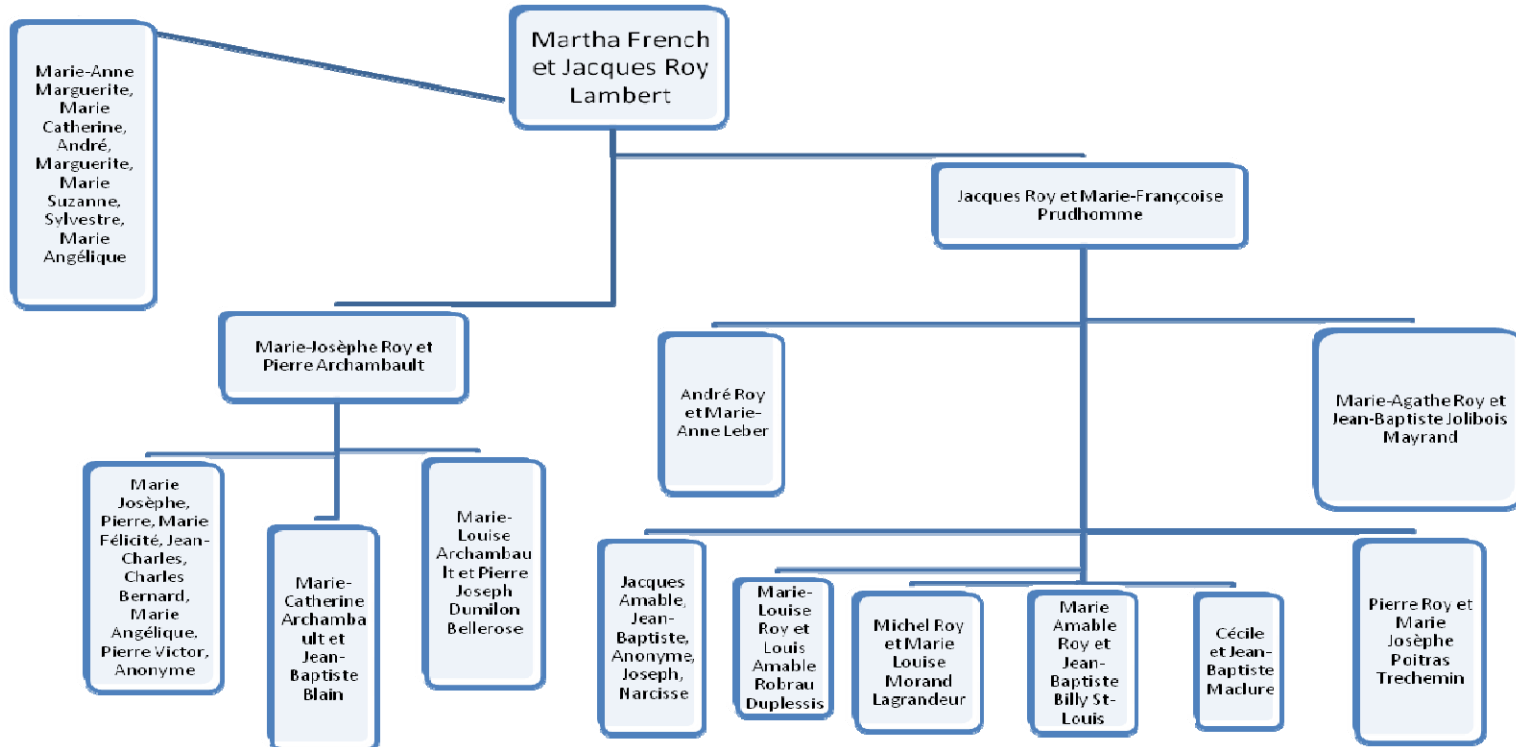 Martha French
et Jacques Roy
Lambert
Marie-Anne
Marguerite,
Marie
Catherine,
André,
Marguerite,
Marie
Suzanne,
Sylvestre,
Marie
Angélique
Jacques Roy et Marie-Françcoise
Prudhomme
Marie-Josèphe Roy et
Pierre Archambault
André Roy
et Marie-
Anne Leber
Marie-Agathe Roy et
Jean-Baptiste Jolibois
Mayrand
Marie
Josèphe,
Pierre, Marie
Félicité, Jean-
Charles,
Charles
Bernard,
Marie
Angélique,
Pierre Victor,
Anonyme
Marie-
Catherine
Archamba
ult et
Jean-
Baptiste
Blain
Marie-
Louise
Archambau
lt et Pierre
Joseph
Dumilon
Bellerose
Jacques
Amable,
Jean-
Baptiste,
Anonyme,
Joseph,
Narcisse
Marie-
Louise
Roy et
Louis
Amable
Robrau
Duplessis
Michel Roy
et Marie
Louise
Morand
Lagrandeur
Marie
Amable
Roy et
Jean-
Baptiste
Billy St-
Louis
Cécile
et Jean-
Baptiste
Maclure
Pierre Roy et
Marie
Josèphe
Poitras
Trechemin